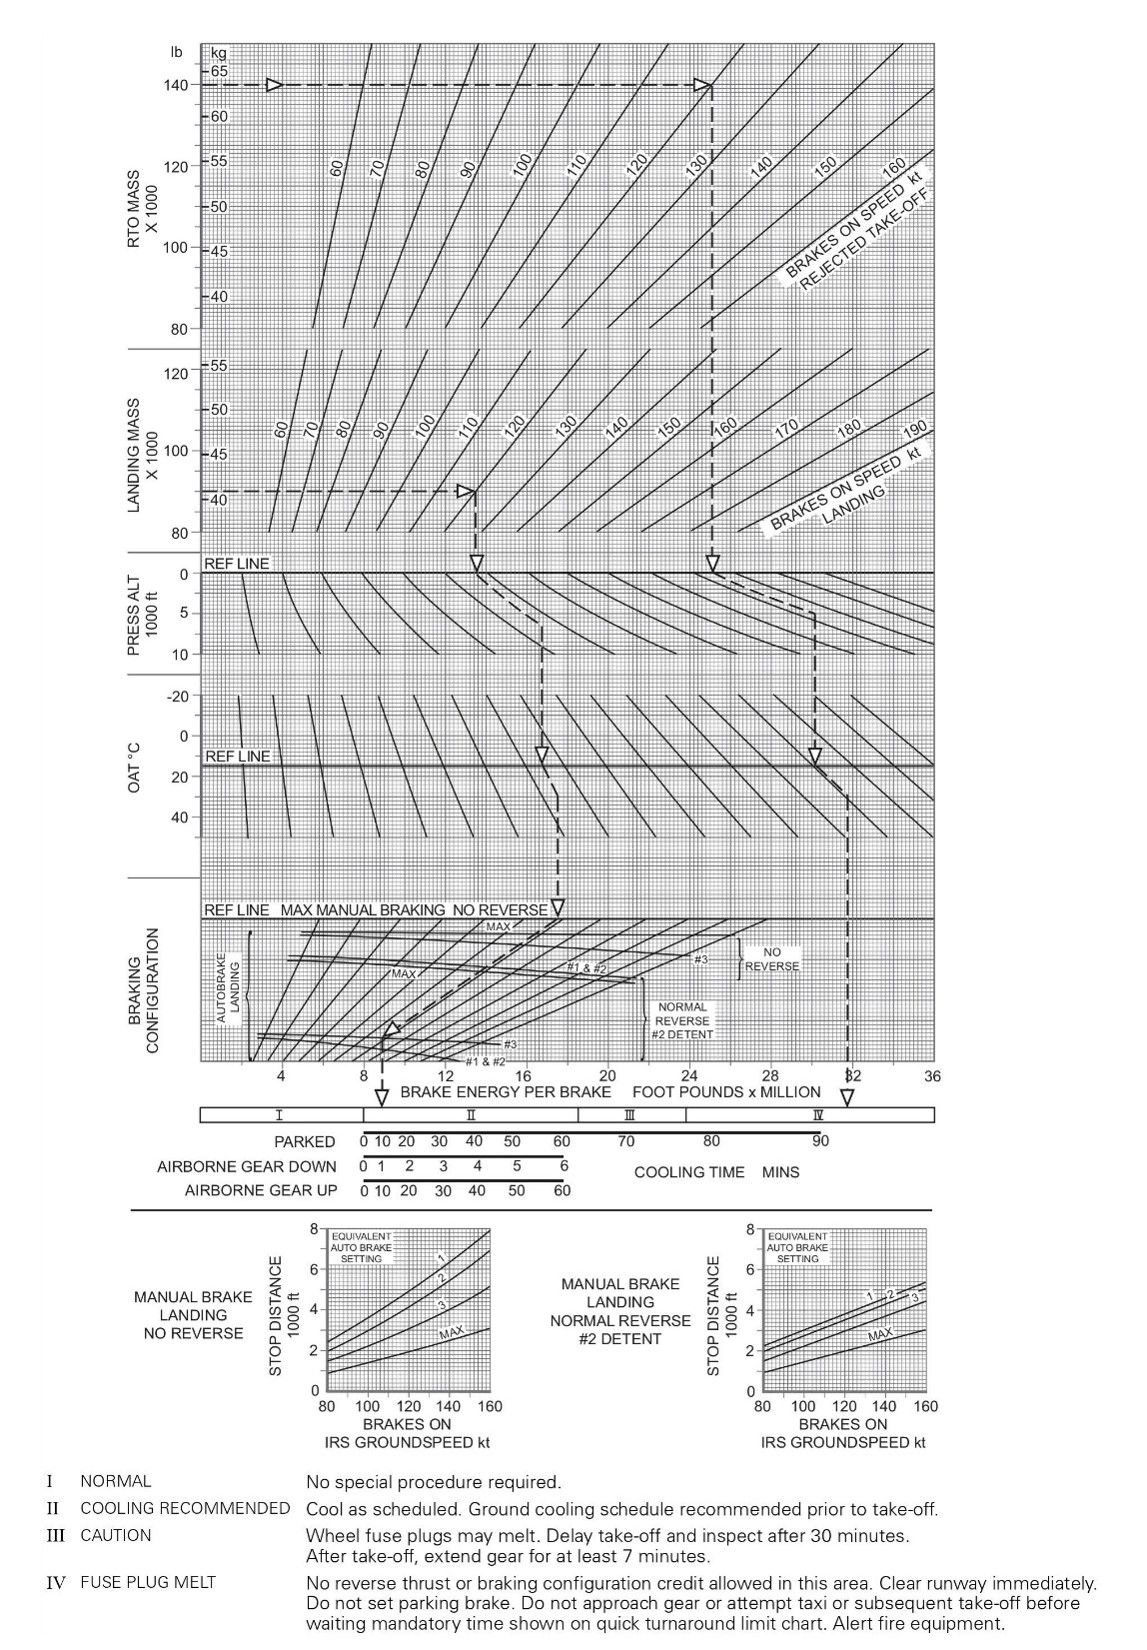 lb
kg
65
140
60
55
120
50
100
45
40
80
RTO MASS
X 1000
60
70
80
90
100
110
120
130
140
150
160
BRAKES ON SPEED kt
REJECTED TAKE-OFF
55
120
50
100
45
40
80
LANDING MASS
X 1000
60
70
80
90
100
110
120
130
140
150
160
170
180
190
BRAKES ON SPEED kt
LANDING
REF LINE
0
5
10
PRESS ALT
1000 ft
-20
0
REF LINE
20
40
OAT °C
REF LINE MAX MANUAL BRAKING NO REVERSE
BRAKING
CONFIGURATION
AUTOBRAKE
LANDING
MAX
MAX
#1 & #2
#3
NO
REVERSE
NORMAL
REVERSE
#2 DETENT
#3
#1 & #2
4 8 12 16 20 24 28 32 36
BRAKE ENERGY PER BRAKE FOOT POUNDS x MILLION
I II III IV
PARKED 0 10 20 30 40 50 60 70 80 90
AIRBORNE GEAR DOWN 0 1 2 3 4 5 6
COOLING TIME MINS
AIRBORNE GEAR UP 0 10 20 30 40 50 60
MANUAL BRAKE
LANDING
NO REVERSE
STOP DISTANCE
1000 ft
8
6
4
2
0
EQUIVALENT
AUTO BRAKE
SETTING
1
2
3
MAX
80 100 120 140 160
BRAKES ON
IRS GROUNDSPEED kt
MANUAL BRAKE
LANDING
NORMAL REVERSE
#2 DETENT
STOP DISTANCE
1000 ft
8
6
4
2
0
EQUIVALENT
AUTO BRAKE
SETTING
1
2
3
MAX
80 100 120 140 160
BRAKES ON
IRS GROUNDSPEED kt
I NORMAL No special procedure required.
II COOLING RECOMMENDED Cool as scheduled. Ground cooling schedule recommended prior to take-off.
III CAUTION Wheel fuse plugs may melt. Delay take-off and inspect after 30 minutes.
After take-off, extend gear for at least 7 minutes.
IV FUSE PLUG MELT No reverse thrust or braking configuration credit allowed in this area. Clear runway immediately.
Do not set parking brake. Do not approach gear or attempt taxi or subsequent take-off before
waiting mandatory time shown on quick turnaround limit chart. Alert fire equipment.